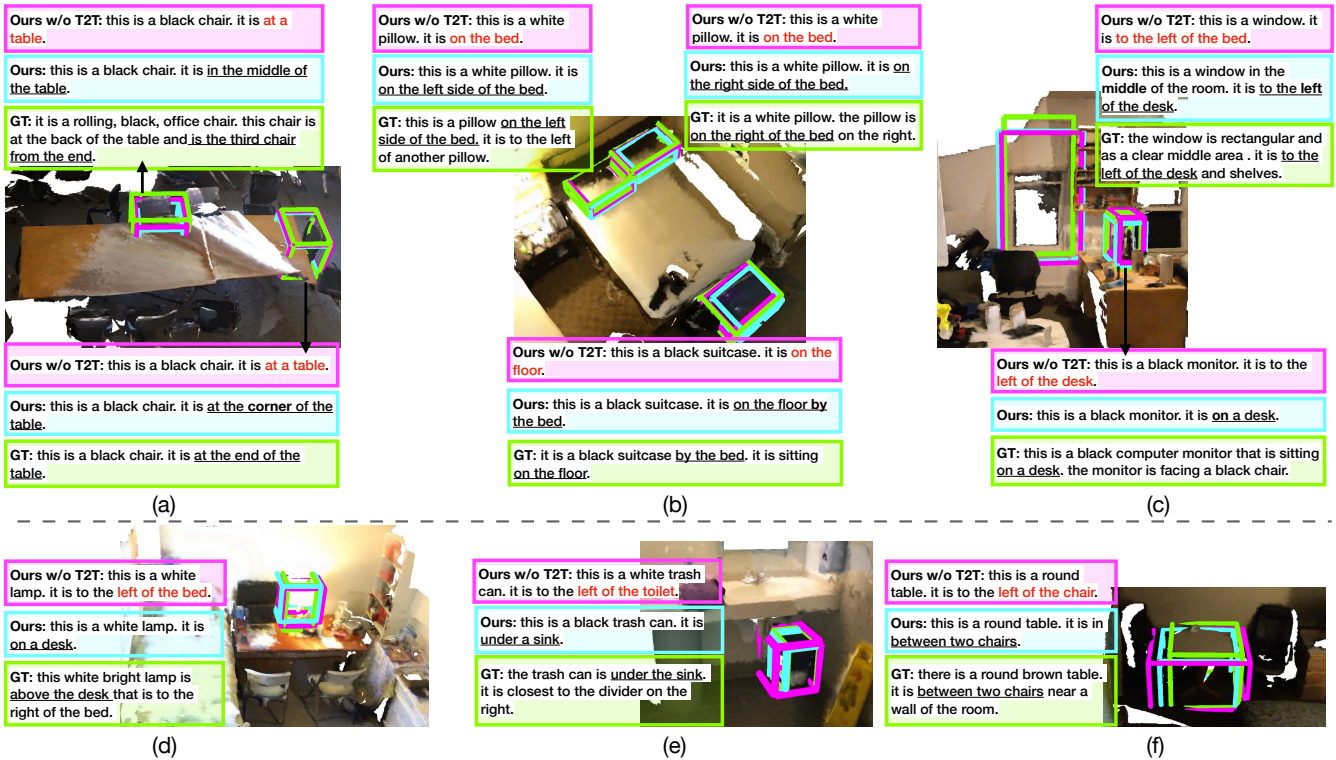 Ours w/o T2T: this is a black chair. it is at a
table.
Ours: this is a black chair. it is in the middle of
the table.
GT: it is a rolling, black, office chair. this chair is
at the back of the table and is the third chair
from the end.
Ours w/o T2T: this is a black chair. it is at a table.
Ours: this is a black chair. it is at the corner of the
table.
GT: this is a black chair. it is at the end of the
table.
(a)
Ours w/o T2T: this is a white
pillow. it is on the bed.
Ours: this is a white pillow. it is
on the left side of the bed.
GT: this is a pillow on the left
side of the bed. it is to the left
of another pillow.
Ours w/o T2T: this is a white
pillow. it is on the bed.
Ours: this is a white pillow. it is on
the right side of the bed.
GT: it is a white pillow. the pillow is
on the right of the bed on the right.
Ours w/o T2T: this is a black suitcase. it is on the
floor.
Ours: this is a black suitcase. it is on the floor by
the bed.
GT: it is a black suitcase by the bed. it is sitting
on the floor.
(b)
Ours w/o T2T: this is a window. it
is to the left of the bed.
Ours: this is a window in the
middle of the room. it is to the left
of the desk.
GT: the window is rectangular and
as a clear middle area . it is to the
left of the desk and shelves.
Ours w/o T2T: this is a black monitor. it is to the
left of the desk.
Ours: this is a black monitor. it is on a desk.
GT: this is a black computer monitor that is sitting
on a desk. the monitor is facing a black chair.
(c)
Ours w/o T2T: this is a white
lamp. it is to the left of the bed.
Ours: this is a white lamp. it is
on a desk.
GT: this white bright lamp is
above the desk that is to the
right of the bed.
(d)
Ours w/o T2T: this is a white trash
can. it is to the left of the toilet.
Ours: this is a black trash can. it is
under a sink.
GT: the trash can is under the sink.
it is closest to the divider on the
right.
(e)
Ours w/o T2T: this is a round
table. it is to the left of the chair.
Ours: this is a round table. it is in
between two chairs.
GT: there is a round brown table.
it is between two chairs near a
wall of the room.
(f)